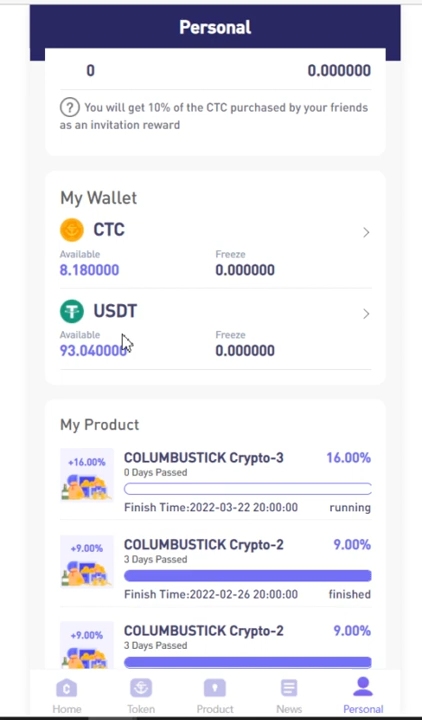 Personal
0 0.000000
? You will get 10% of the CTC purchased by your friends
as an invitation reward
My Wallet
CTC
Available Freeze
8.180000 0.000000
USDT
Available Freeze
93.040000 0.000000
My Product
+16.00% COLUMBUSTICK Crypto-3 16.00%
0 Days Passed
Finish Time:2022-03-22 20:00:00 running
+9.00% COLUMBUSTICK Crypto-2 9.00%
3 Days Passed
Finish Time:2022-02-26 20:00:00 finished
+9.00% COLUMBUSTICK Crypto-2 9.00%
3 Days Passed
Home Token Product News Personal